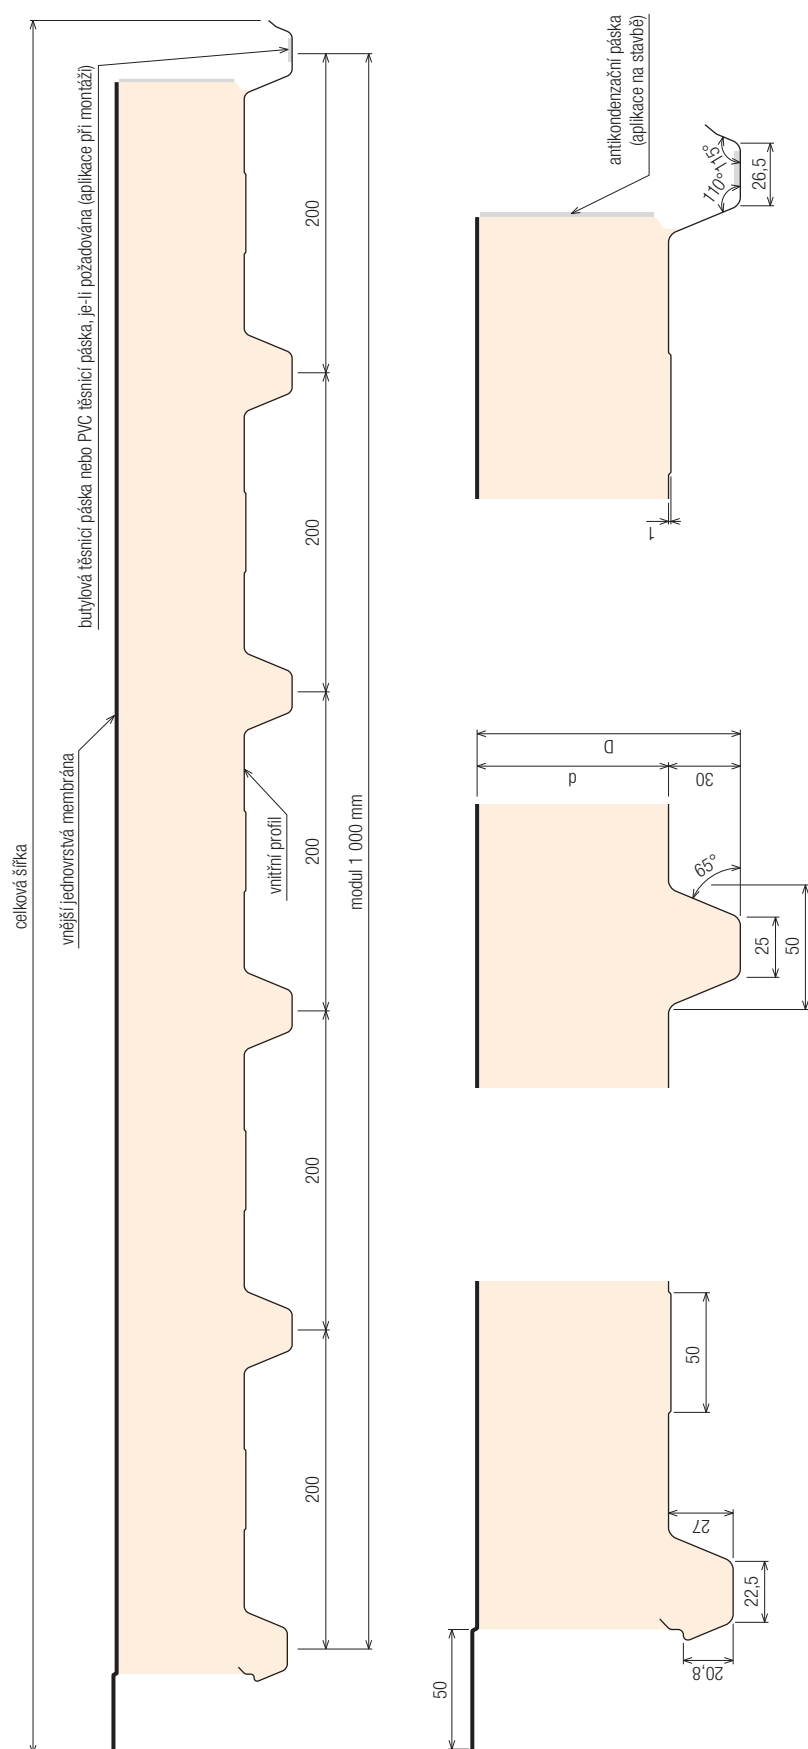 celková šířka
butylová těsnicí páska nebo PVC těsnicí páska, je-li požadována (aplikace při montáži)
vnější jednovrstvá membrána
vnitřní profil
200
200
200
200
200
modul 1 000 mm
antikondenzační páska
(aplikace na stavbě)
110°
115°
26,5
1
D
d
30
65°
25
50
50
27
22,5
20,8
50